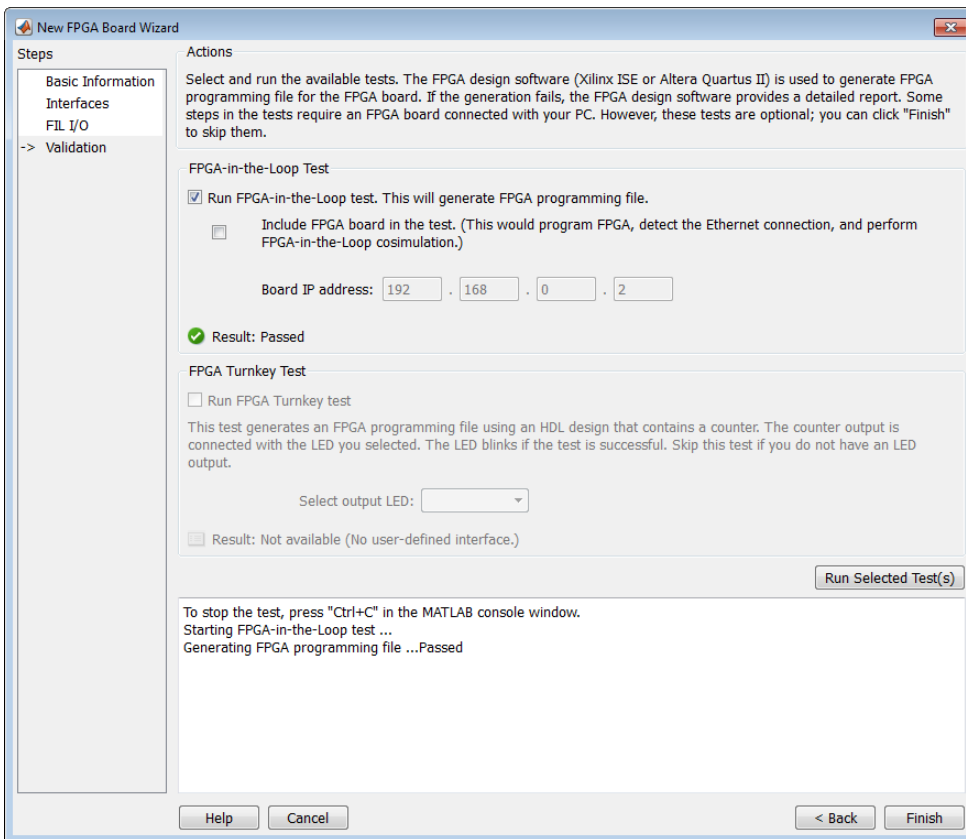 New FPGA Board Wizard
Steps
Basic Information
Interfaces
FIL I/O
-> Validation
Actions
Select and run the available tests. The FPGA design software (Xilinx ISE or Altera Quartus II) is used to generate FPGA
programming file for the FPGA board. If the generation fails, the FPGA design software provides a detailed report. Some
steps in the tests require an FPGA board connected with your PC. However, these tests are optional; you can click "Finish"
to skip them.
FPGA-in-the-Loop Test
Run FPGA-in-the-Loop test. This will generate FPGA programming file.
Include FPGA board in the test. (This would program FPGA, detect the Ethernet connection, and perform
FPGA-in-the-Loop cosimulation.)
Board IP address: 192 . 168 . 0 . 2
Result: Passed
FPGA Turnkey Test
Run FPGA Turnkey test
This test generates an FPGA programming file using an HDL design that contains a counter. The counter output is
connected with the LED you selected. The LED blinks if the test is successful. Skip this test if you do not have an LED
output.
Select output LED:
Result: Not available (No user-defined interface.)
Run Selected Test(s)
To stop the test, press "Ctrl+C" in the MATLAB console window.
Starting FPGA-in-the-Loop test ...
Generating FPGA programming file ...Passed
Help Cancel < Back Finish